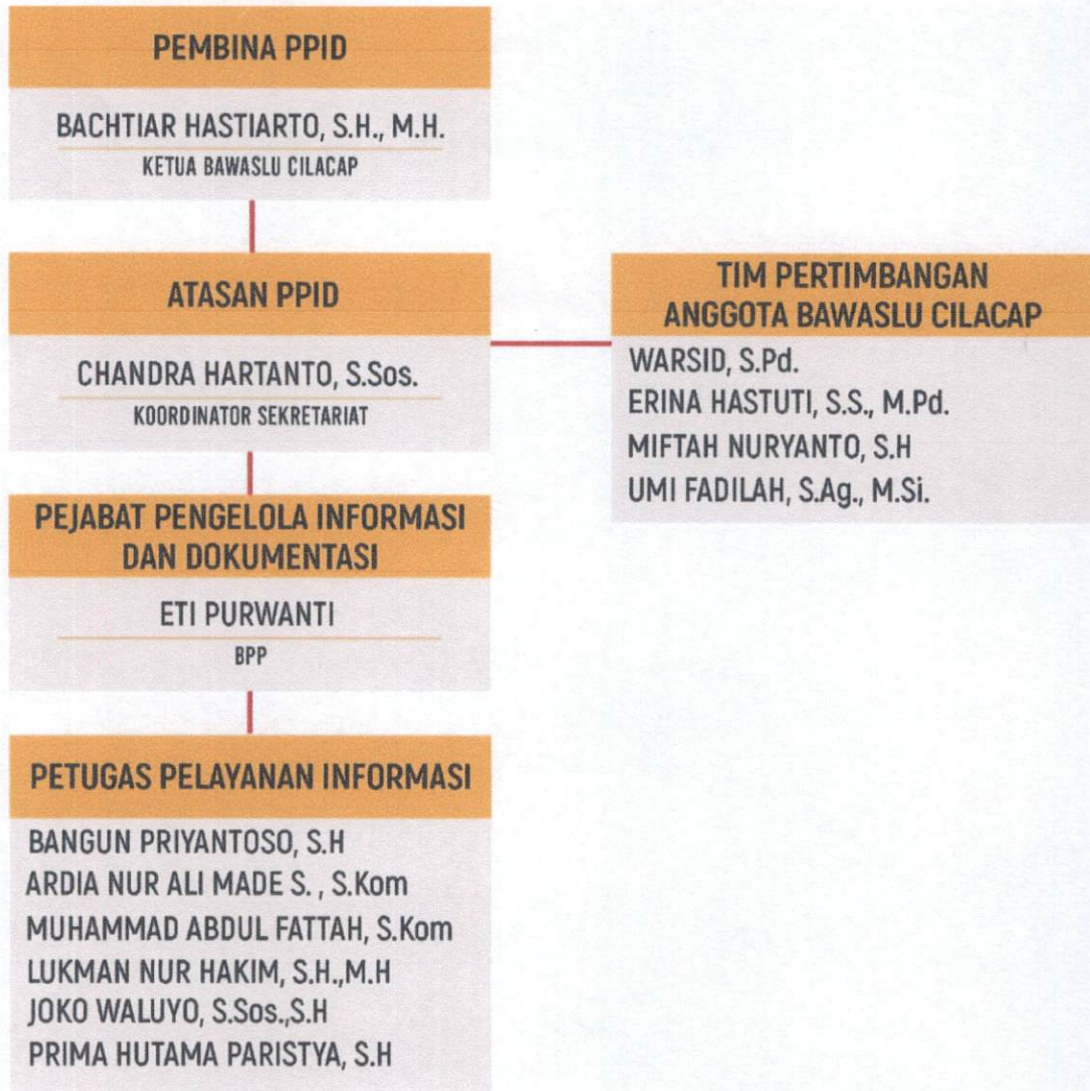 PEMBINA PPID
BACHTIAR HASTIARTO, S.H., M.H.
KETUA BAWASLU CILACAP
ATASAN PPID
CHANDRA HARTANTO, S.Sos.
KOORDINATOR SEKRETARIAT
TIM PERTIMBANGAN
ANGGOTA BAWASLU CILACAP
WARSID, S.Pd.
ERINA HASTUTI, S.S., M.Pd.
MIFTAH NURYANTO, S.H
UMI FADILAH, S.Ag., M.Si.
PEJABAT PENGELOLA INFORMASI
DAN DOKUMENTASI
ETI PURWANTI
BPP
PETUGAS PELAYANAN INFORMASI
BANGUN PRIYANTOSO, S.H
ARDIA NUR ALI MADE S. , S.Kom
MUHAMMAD ABDUL FATTAH, S.Kom
LUKMAN NUR HAKIM, S.H.,M.H
JOKO WALUYO, S.Sos.,S.H
PRIMA HUTAMA PARISTYA, S.H